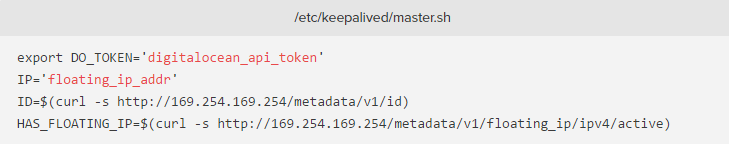 /etc/keepalived/master.sh
export DO_TOKEN='digitalocean_api_token'
IP='floating_ip_addr'
ID=$(curl -s http://169.254.169.254/metadata/v1/id)
HAS_FLOATING_IP=$(curl -s http://169.254.169.254/metadata/v1/floating_ip/ipv4/active)